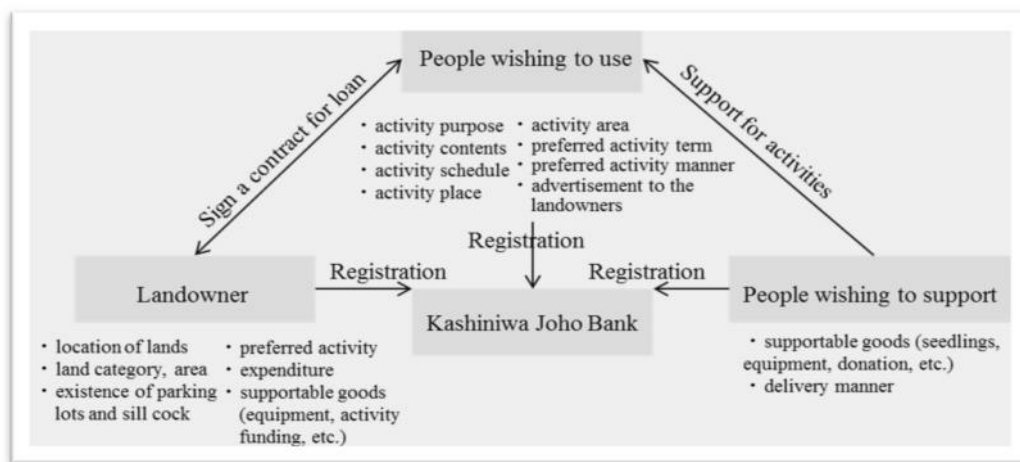 People wishing to use
Sign a contract for loan
Support for activities
・activity purpose
・activity contents
・activity schedule
・activity place
・activity area
・preferred activity term
・preferred activity manner
・advertisement to the
landowners
Registration
Registration
Registration
Landowner
Kashiniwa Joho Bank
People wishing to support
・location of lands
・land category, area
・existence of parking
lots and sill cock
・preferred activity
・expenditure
・supportable goods
(equipment, activity
funding, etc.)
・supportable goods (seedlings,
equipment, donation, etc.)
・delivery manner